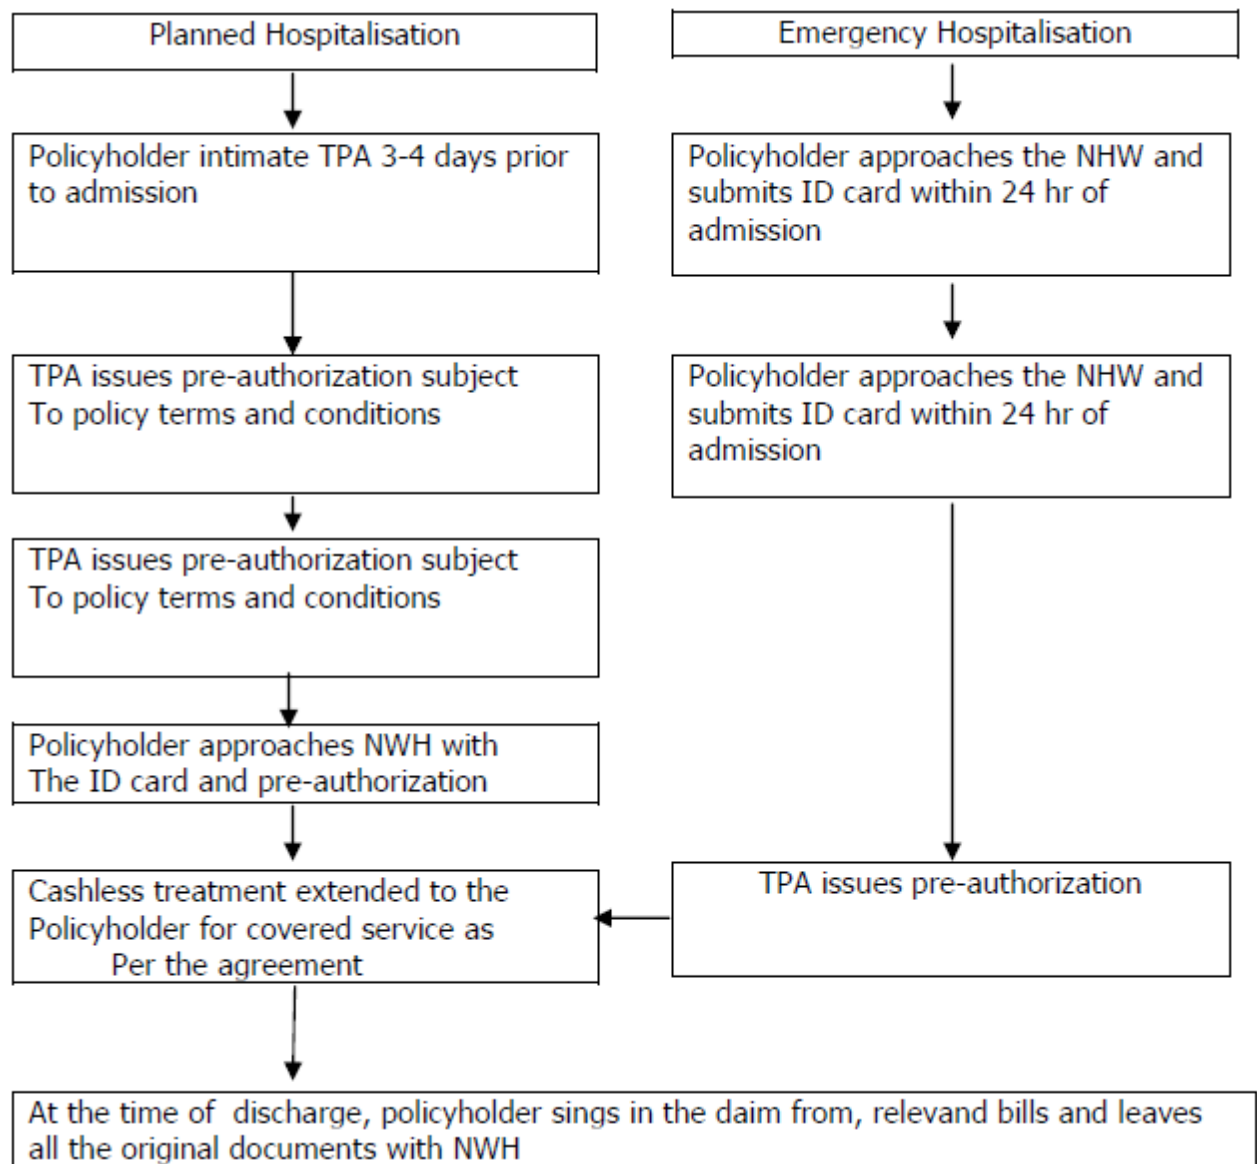 Planned Hospitalisation
Policyholder intimate TPA 3-4 days prior
to admission
TPA issues pre-authorization subject
To policy terms and conditions
TPA issues pre-authorization subject
To policy terms and conditions
Policyholder approaches NWH with
The ID card and pre-authorization
Cashless treatment extended to the
Policyholder for covered service as
Per the agreement
Emergency Hospitalisation
Policyholder approaches the NHW and
submits ID card within 24 hr of
admission
Policyholder approaches the NHW and
submits ID card within 24 hr of
admission
TPA issues pre-authorization
At the time of  discharge, policyholder sings in the daim from, relevand bills and leaves
all the original documents with NWH